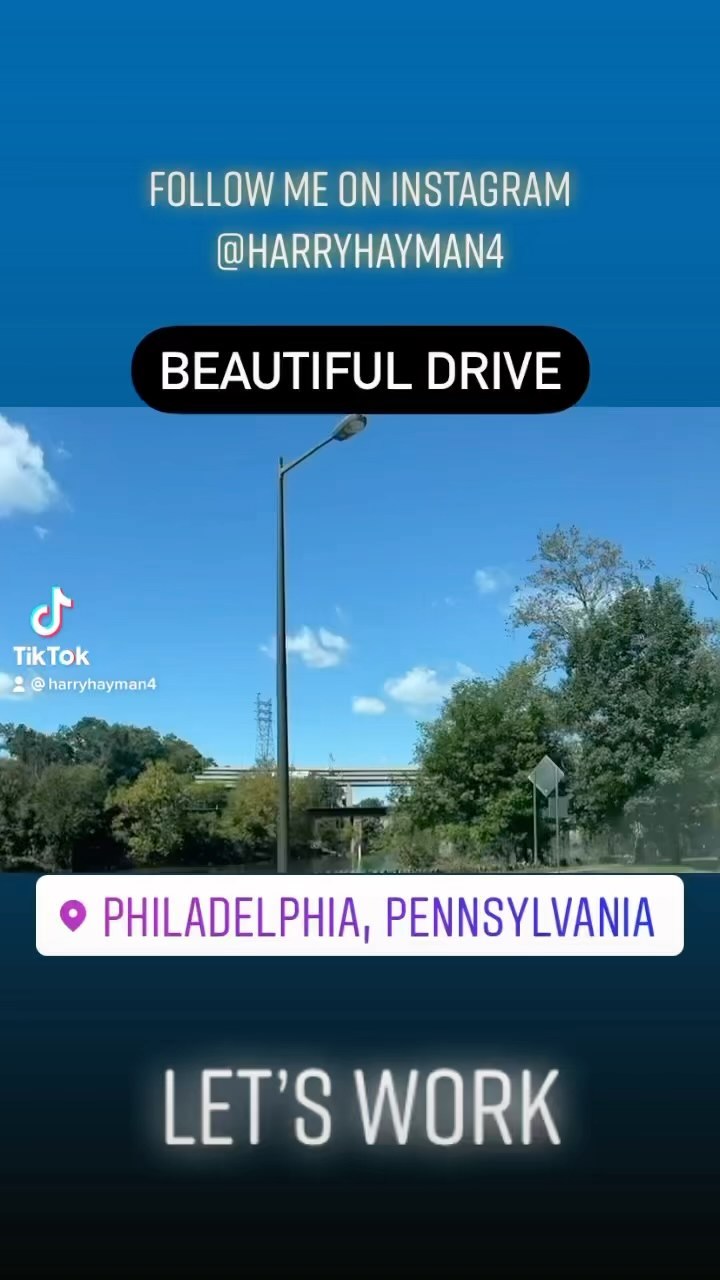 FOLLOW ME ON INSTAGRAM
@HARRYHAYMAN4
BEAUTIFUL DRIVE
TikTok
@harryhayman4
PHILADELPHIA, PENNSYLVANIA
LET'S WORK